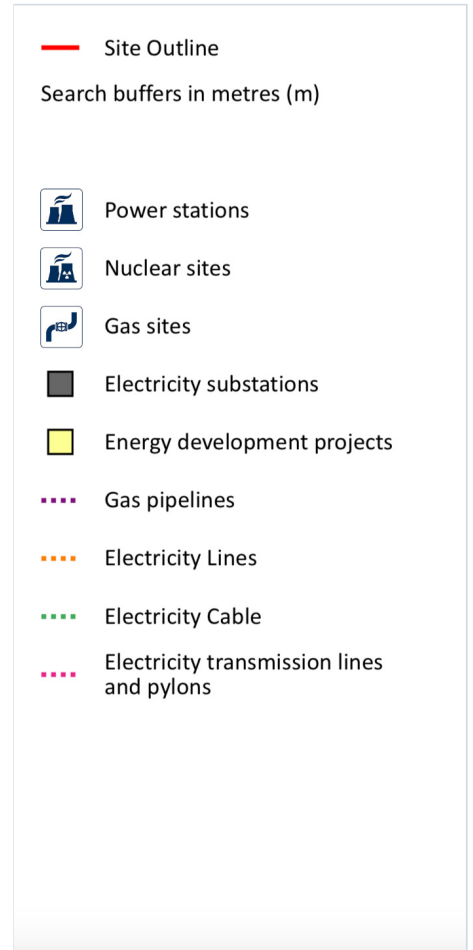 Site Outline
Search buffers in metres (m)
Power stations
Nuclear sites
Gas sites
Electricity substations
Energy development projects
Gas pipelines
Electricity Lines
Electricity Cable
Electricity transmission lines
and pylons